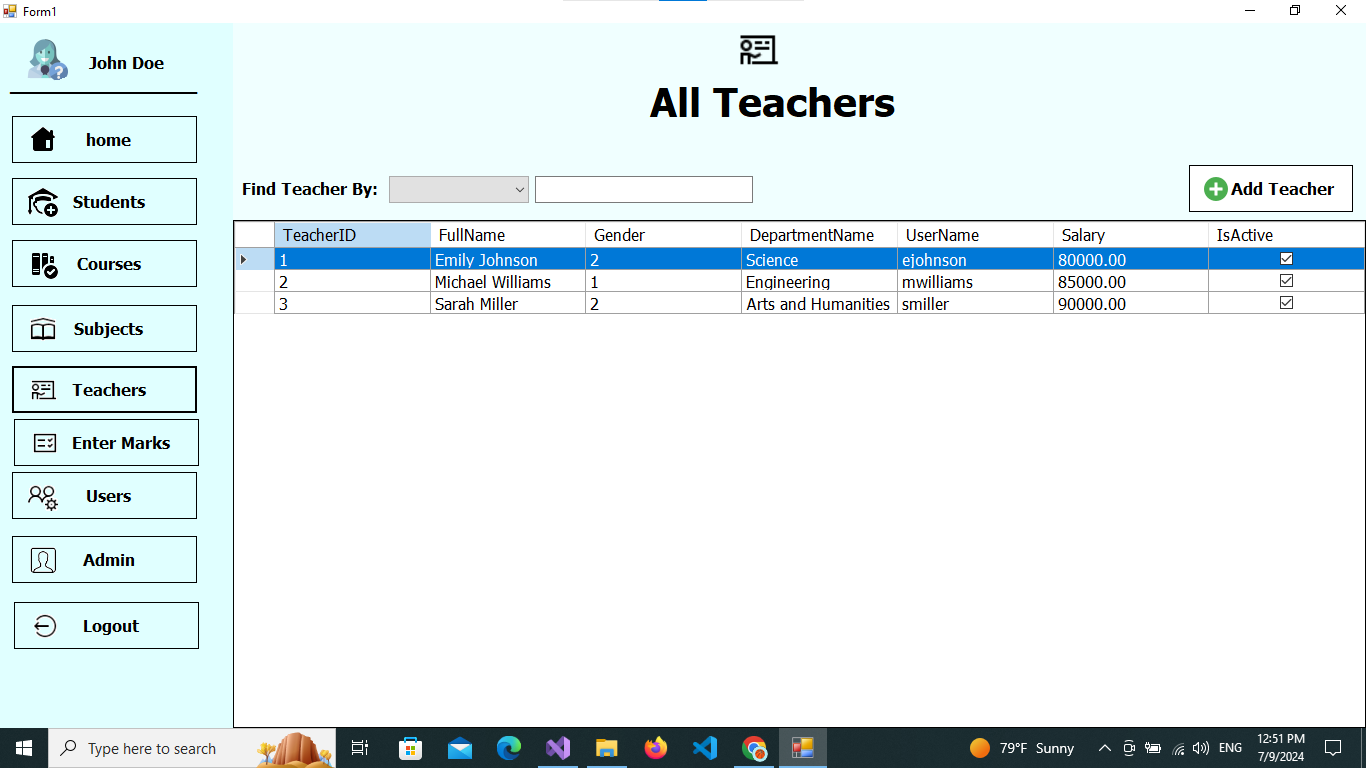 Form1
John Doe
home
Students
Courses
Subjects
Teachers
Enter Marks
Users
Admin
Logout
All Teachers
Find Teacher By:
Add Teacher
TeacherID FullName Gender DepartmentName UserName Salary IsActive
1 Emily Johnson 2 Science ejohnson 80000.00
2 Michael Williams 1 Engineering mwilliams 85000.00
3 Sarah Miller 2 Arts and Humanities smiller 90000.00
Type here to search
79°F Sunny
ENG
12:51 PM
7/9/2024